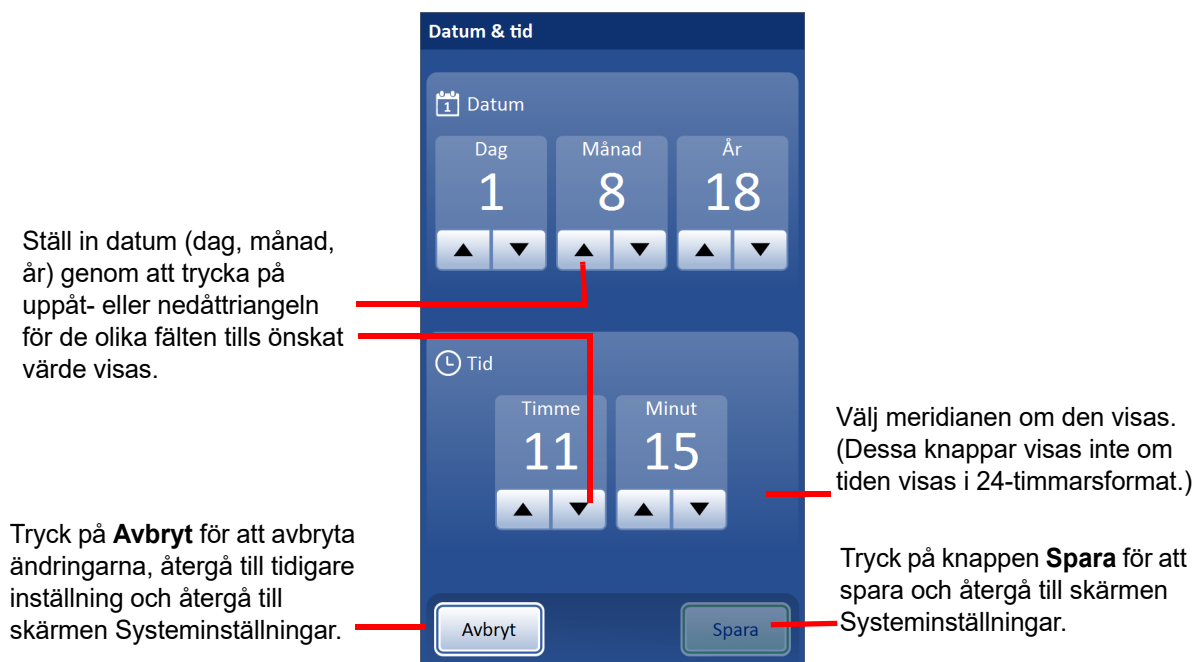 Datum & tid
Datum
Dag
Månad
År
1
8
18
Ställ in datum (dag, månad,
år) genom att trycka på
uppåt- eller nedåttriangeln
för de olika fälten tills önskat
värde visas.
Tid
Timme
Minut
11
15
Välj meridianen om den visas.
(Dessa knappar visas inte om
tiden visas i 24-timmarsformat.)
Tryck på Avbryt för att avbryta
ändringarna, återgå till tidigare
inställning och återgå till
skärmen Systeminställningar.
Tryck på knappen Spara för att
spara och återgå till skärmen
Systeminställningar.
Avbryt
Spara